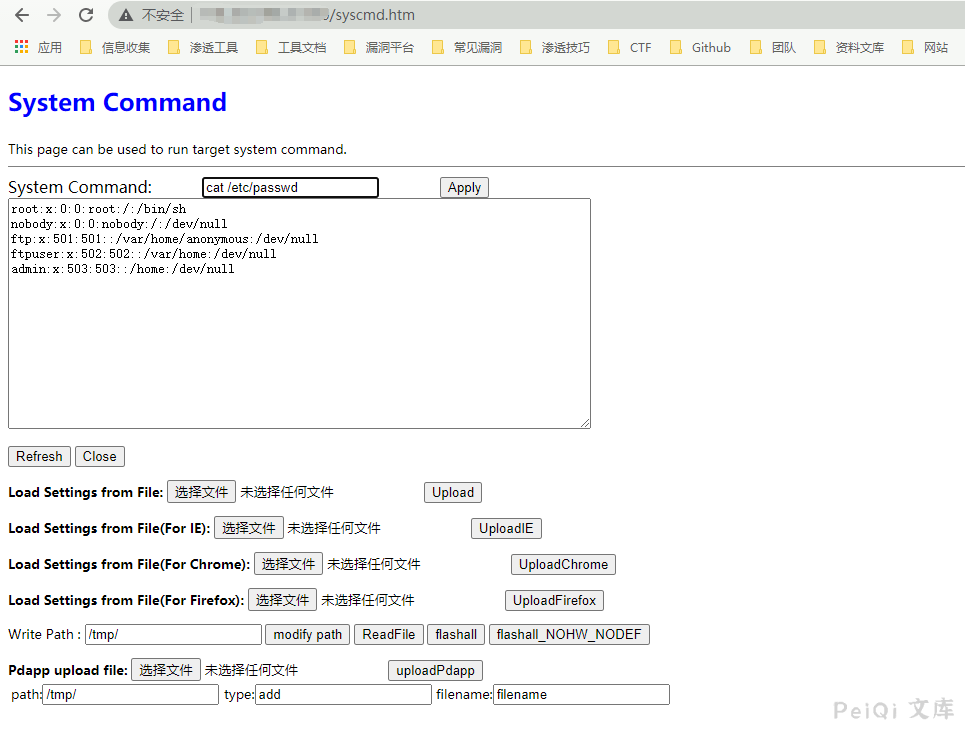 不安全 /syscmd.htm
应用 信息收集 渗透工具 工具文档 漏洞平台 常见漏洞 渗透技巧 CTF Github 团队 资料文库 网站
System Command
This page can be used to run target system command.
System Command: cat /etc/passwd Apply
root:x:0:0:root:/:/bin/sh
nobody:x:0:0:nobody:/:/dev/null
ftp:x:501:501::/var/home/anonymous:/dev/null
ftpuser:x:502:502::/var/home:/dev/null
admin:x:503:503::/home:/dev/null
Refresh Close
Load Settings from File: 选择文件 未选择任何文件 Upload
Load Settings from File(For IE): 选择文件 未选择任何文件 UploadIE
Load Settings from File(For Chrome): 选择文件 未选择任何文件 UploadChrome
Load Settings from File(For Firefox): 选择文件 未选择任何文件 UploadFirefox
Write Path : /tmp/ modify path ReadFile flashall flashall_NOHW_NODEF
Pdapp upload file: 选择文件 未选择任何文件 uploadPdapp
path: /tmp/ type: add filename: filename
PeiQi 文库